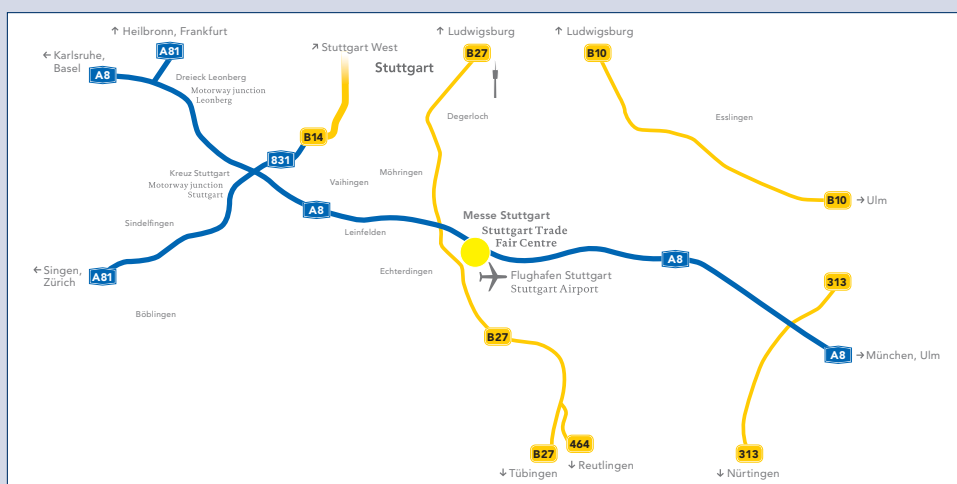 ↑ Heilbronn, Frankfurt
↑ Ludwigsburg
↑ Ludwigsburg
↗ Stuttgart West
← Karlsruhe,
Basel
A81
B27
B10
A8
Stuttgart
Dreieck Leonberg
Motorway junction
Leonberg
Degerloch
Esslingen
B14
831
Kreuz Stuttgart
Motorway junction
Stuttgart
Möhringen
Vaihingen
B10
→ Ulm
A8
Messe Stuttgart
Stuttgart Trade
Fair Centre
Sindelfingen
Leinfelden
A8
← Singen,
Zürich
A81
Echterdingen
Flughafen Stuttgart
Stuttgart Airport
313
Böblingen
B27
A8
→ München, Ulm
464
B27
313
↓ Tübingen
↓ Reutlingen
↓ Nürtingen